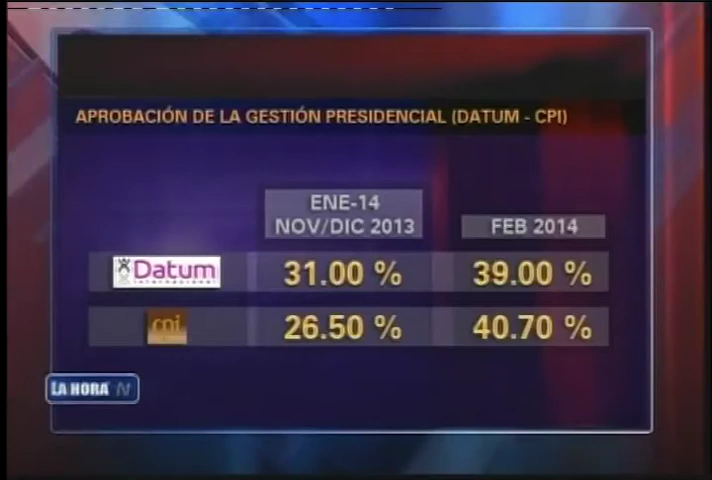 APROBACIÓN DE LA GESTIÓN PRESIDENCIAL (DATUM - CPI)
ENE-14
NOV/DIC 2013
FEB 2014
Datum
internacional
31.00 %
39.00 %
cpi
26.50 %
40.70 %
LA HORA N